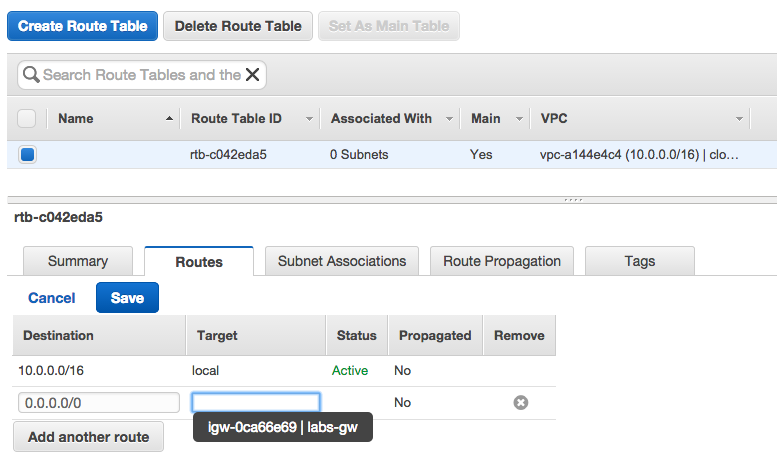 Create Route Table Delete Route Table Set As Main Table
Search Route Tables and the
Name Route Table ID Associated With Main VPC
rtb-c042eda5 0 Subnets Yes vpc-a144e4c4 (10.0.0.0/16) | clo…
rtb-c042eda5
Summary Routes Subnet Associations Route Propagation Tags
Cancel Save
Destination Target Status Propagated Remove
10.0.0.0/16 local Active No
0.0.0.0/0 No
igw-0ca66e69 | labs-gw
Add another route